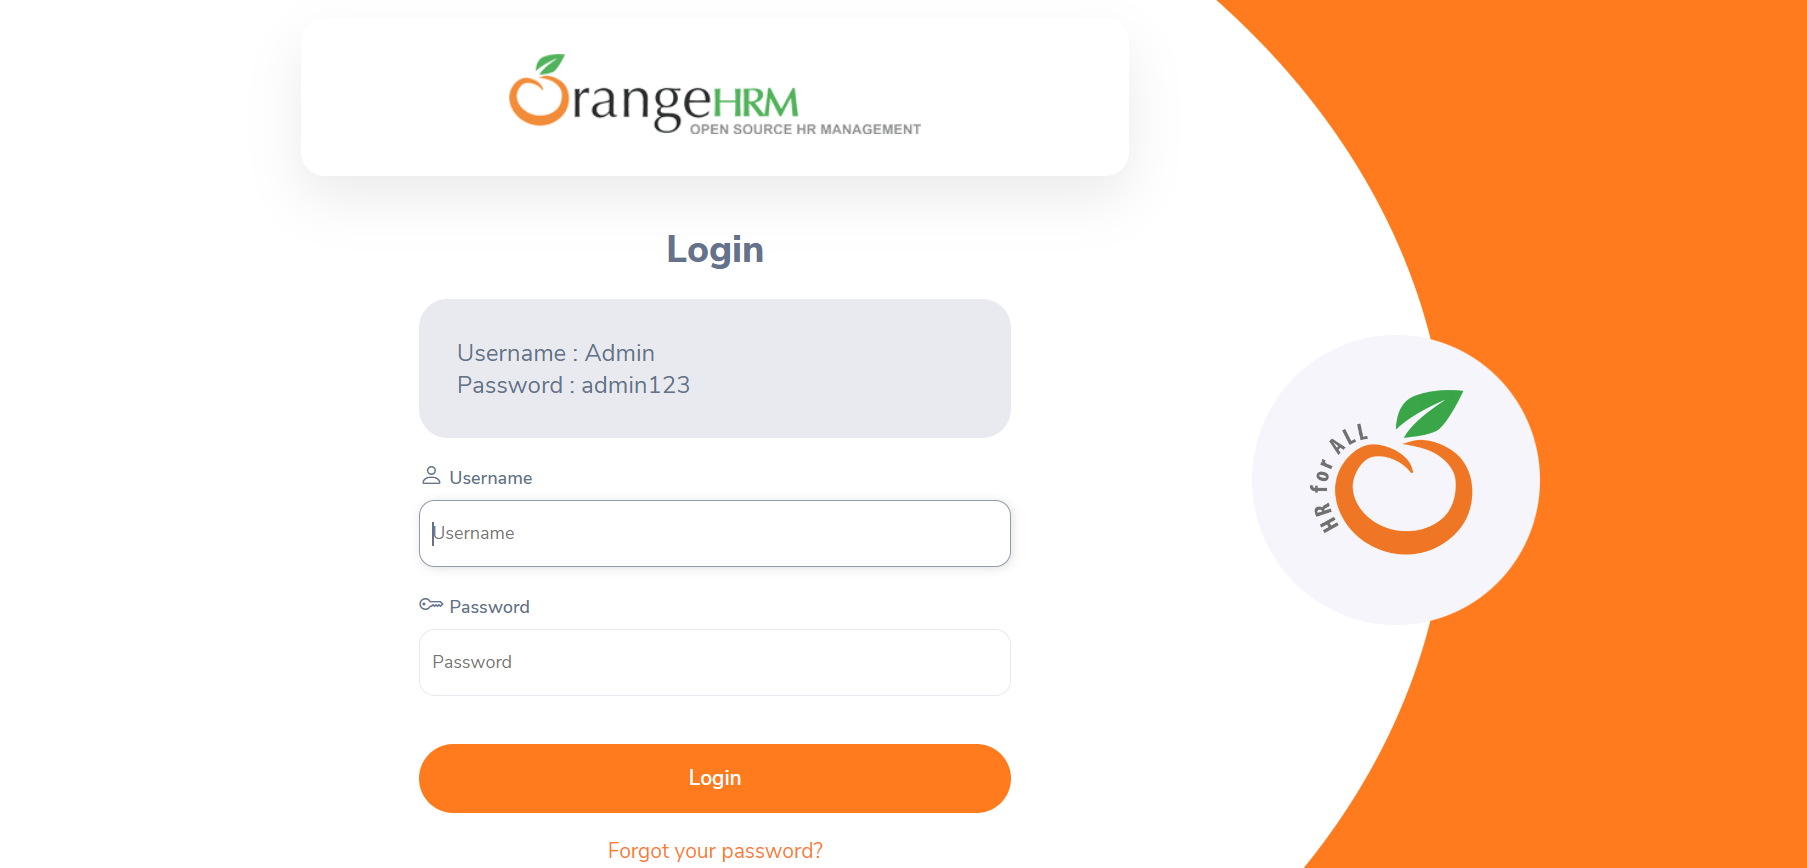 OrangeHRM
OPEN SOURCE HR MANAGEMENT
Login
Username : Admin
Password : admin123
Username
Username
Password
Password
Login
Forgot your password?
HR for ALL